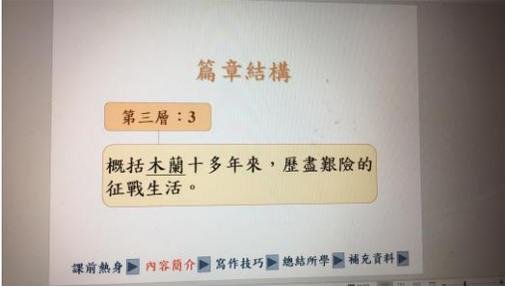 篇章結構
第三層：3
概括木蘭十多年來，歷盡艱險的
征戰生活。
課前熱身 內容簡介 寫作技巧 總結所學 補充資料